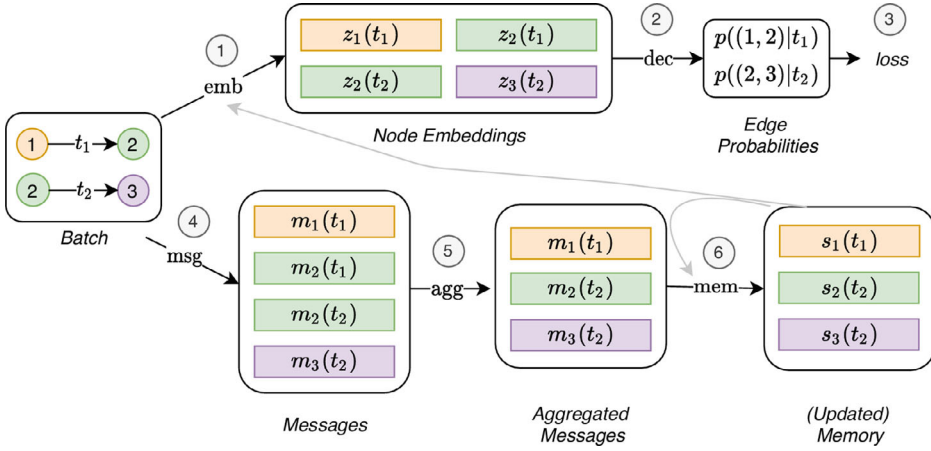 1
emb
z₁(t₁)
z₂(t₁)
z₂(t₂)
z₃(t₂)
Node Embeddings
2
dec
p((1, 2)|t₁)
p((2, 3)|t₂)
Edge
Probabilities
3
loss
1 t₁ 2
2 t₂ 3
Batch
4
msg
m₁(t₁)
m₂(t₁)
m₂(t₂)
m₃(t₂)
Messages
5
agg
m₁(t₁)
m₂(t₂)
m₃(t₂)
Aggregated
Messages
6
mem
s₁(t₁)
s₂(t₂)
s₃(t₂)
(Updated)
Memory